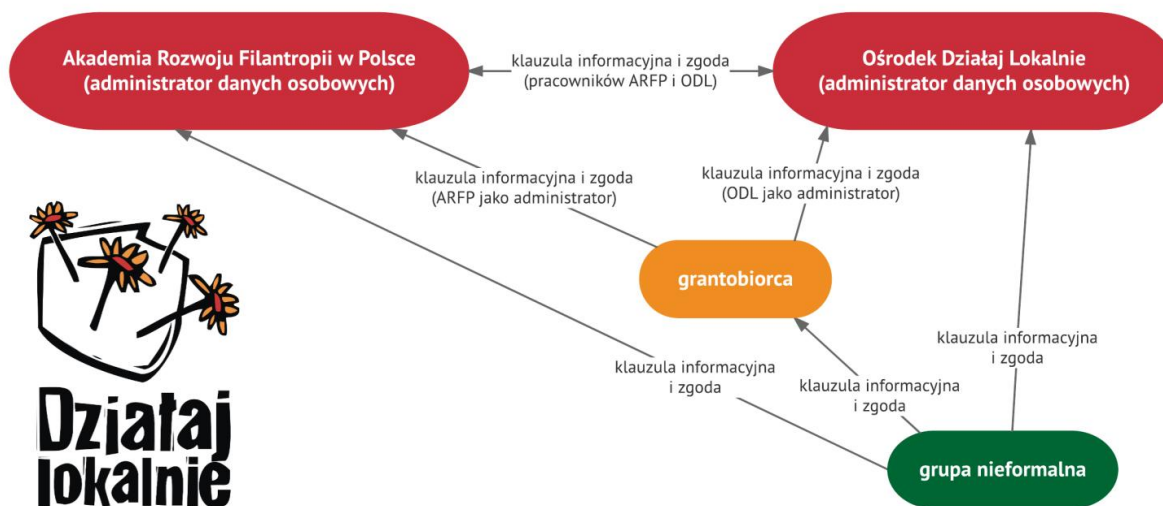 Akademia Rozwoju Filantropii w Polsce
(administrator danych osobowych)
klauzula informacyjna i zgoda
(pracowników ARFP i ODL)
Ośrodek Działaj Lokalnie
(administrator danych osobowych)
klauzula informacyjna i zgoda
(ARFP jako administrator)
klauzula informacyjna i zgoda
(ODL jako administrator)
grantobiorca
klauzula informacyjna
i zgoda
klauzula informacyjna
i zgoda
klauzula informacyjna
i zgoda
grupa nieformalna
Działaj
lokalnie